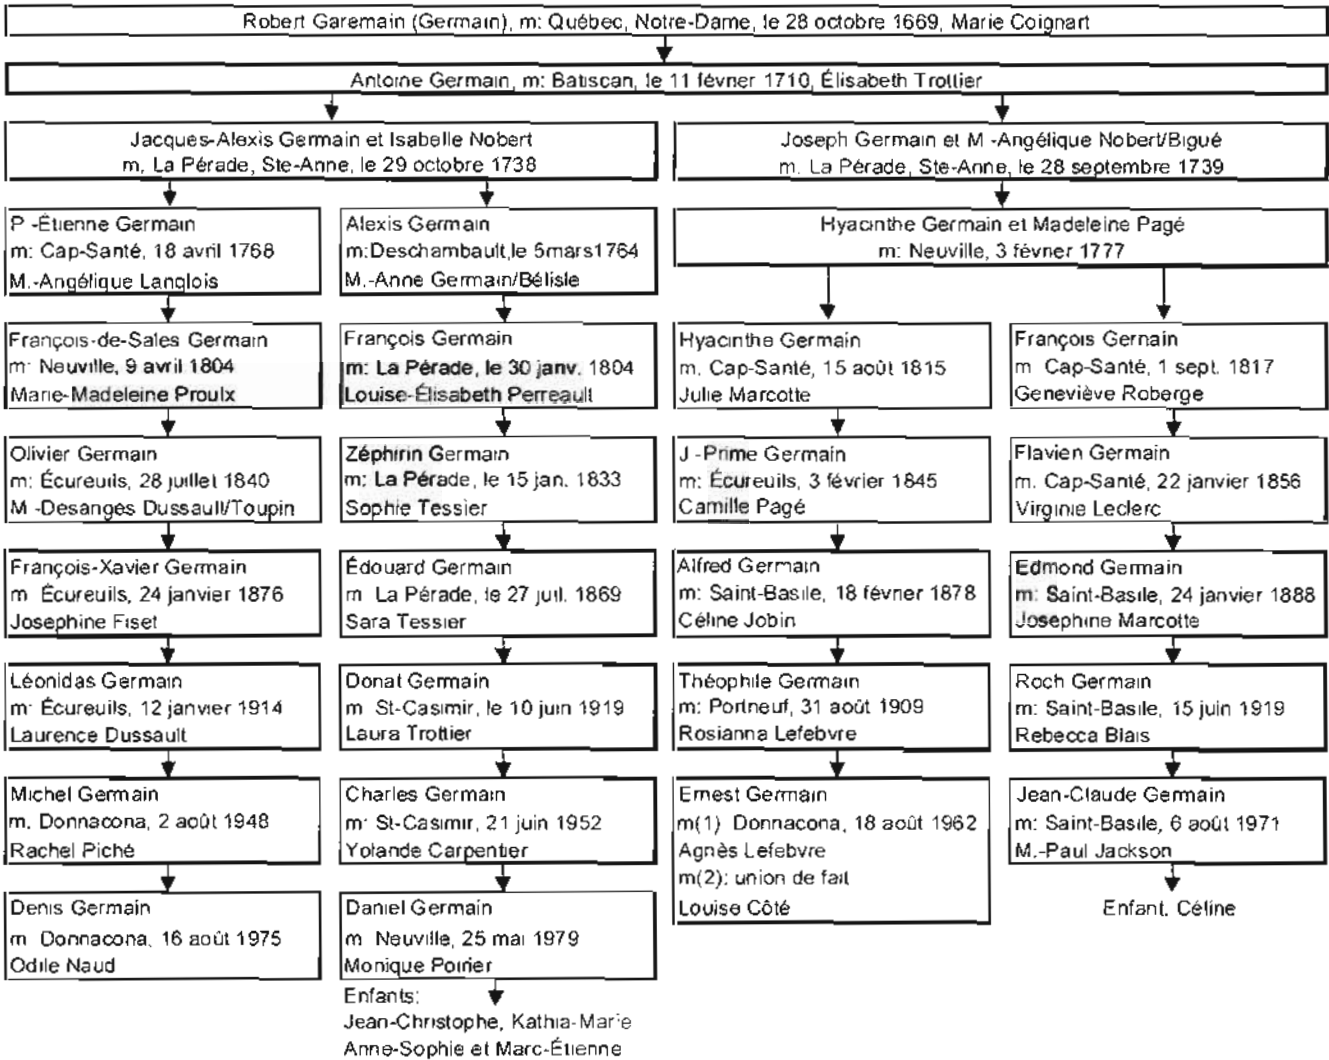 Robert Garemain (Germain), m: Québec, Notre-Dame, le 28 octobre 1669, Marie Coignart
Antoine Germain, m: Batiscan, le 11 février 1710, Élisabeth Trottier
Jacques-Alexis Germain et Isabelle Nobert
m. La Pérade, Ste-Anne, le 29 octobre 1738
Joseph Germain et M.-Angélique Nobert/Bigué
m. La Pérade, Ste-Anne, le 28 septembre 1739
P.-Étienne Germain
m: Cap-Santé, 18 avril 1768
M.-Angélique Langlois
Alexis Germain
m:Deschambault,le 5mars1764
M.-Anne Germain/Bélisle
Hyacinthe Germain et Madeleine Pagé
m: Neuville, 3 février 1777
François-de-Sales Germain
m: Neuville, 9 avril 1804
Marie-Madeleine Proulx
François Germain
m: La Pérade, le 30 janv. 1804
Louise-Élisabeth Perreault
Hyacinthe Germain
m. Cap-Santé, 15 août 1815
Julie Marcotte
François Gernain
m Cap-Santé, 1 sept. 1817
Geneviève Roberge
Olivier Germain
m: Écureuils, 28 juillet 1840
M.-Desanges Dussault/Toupin
Zéphirin Germain
m: La Pérade, le 15 jan. 1833
Sophie Tessier
J.-Prime Germain
m: Écureuils, 3 février 1845
Camille Pagé
Flavien Germain
m. Cap-Santé, 22 janvier 1856
Virginie Leclerc
François-Xavier Germain
m Écureuils, 24 janvier 1876
Josephine Fiset
Édouard Germain
m La Pérade, le 27 juil. 1869
Sara Tessier
Alfred Germain
m: Saint-Basile, 18 février 1878
Céline Jobin
Edmond Germain
m: Saint-Basile, 24 janvier 1888
Josephine Marcotte
Léonidas Germain
m: Écureuils, 12 janvier 1914
Laurence Dussault
Donat Germain
m St-Casimir, le 10 juin 1919
Laura Trottier
Théophile Germain
m: Portneuf, 31 août 1909
Rosianna Lefebvre
Roch Germain
m: Saint-Basile, 15 juin 1919
Rebecca Blais
Michel Germain
m. Donnacona, 2 août 1948
Rachel Piché
Charles Germain
m: St-Casimir, 21 juin 1952
Yolande Carpentier
Ernest Germain
m(1) Donnacona, 18 août 1962
Agnès Lefebvre
m(2): union de fait
Louise Côté
Jean-Claude Germain
m: Saint-Basile, 6 août 1971
M.-Paul Jackson
Enfant. Céline
Denis Germain
m Donnacona, 16 août 1975
Odile Naud
Daniel Germain
m Neuville, 25 mai 1979
Monique Poirier
Enfants:
Jean-Christophe, Kathia-Marie
Anne-Sophie et Marc-Étienne